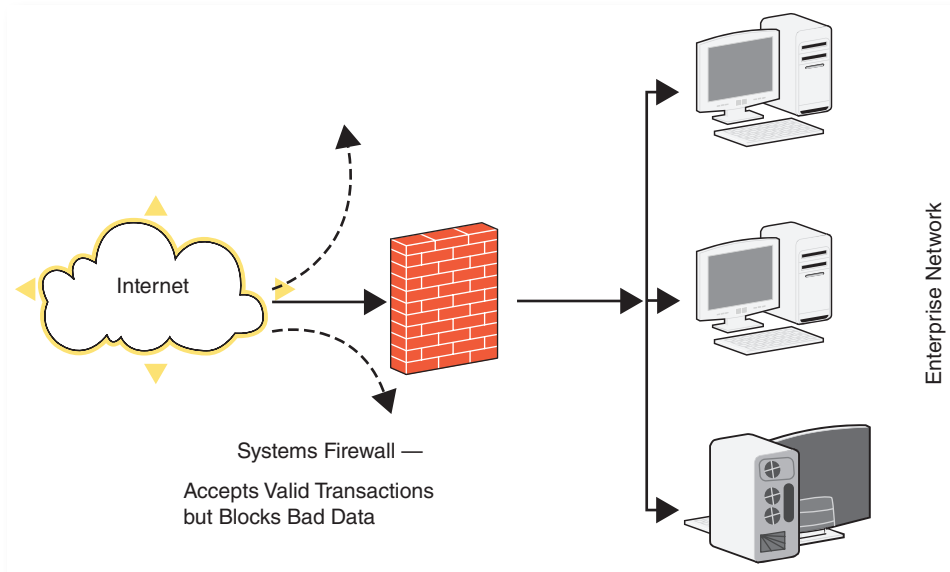 Internet
Systems Firewall —
Accepts Valid Transactions
but Blocks Bad Data
Enterprise Network